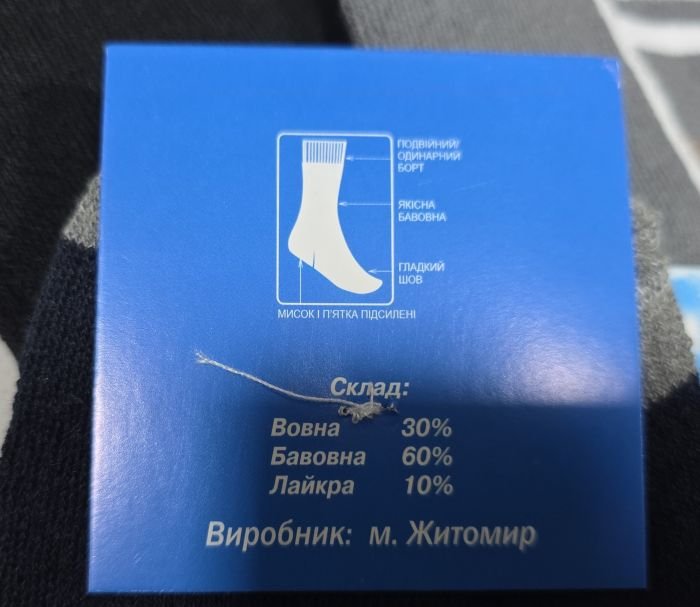 ПОДВІЙНИЙ/
ОДИНАРНИЙ
БОРТ
ЯКІСНА
БАВОВНА
ГЛАДКИЙ
ШОВ
МИСОК І П'ЯТКА ПІДСИЛЕНІ
Склад:
Вовна 30%
Бавовна 60%
Лайкра 10%
Виробник: м. Житомир